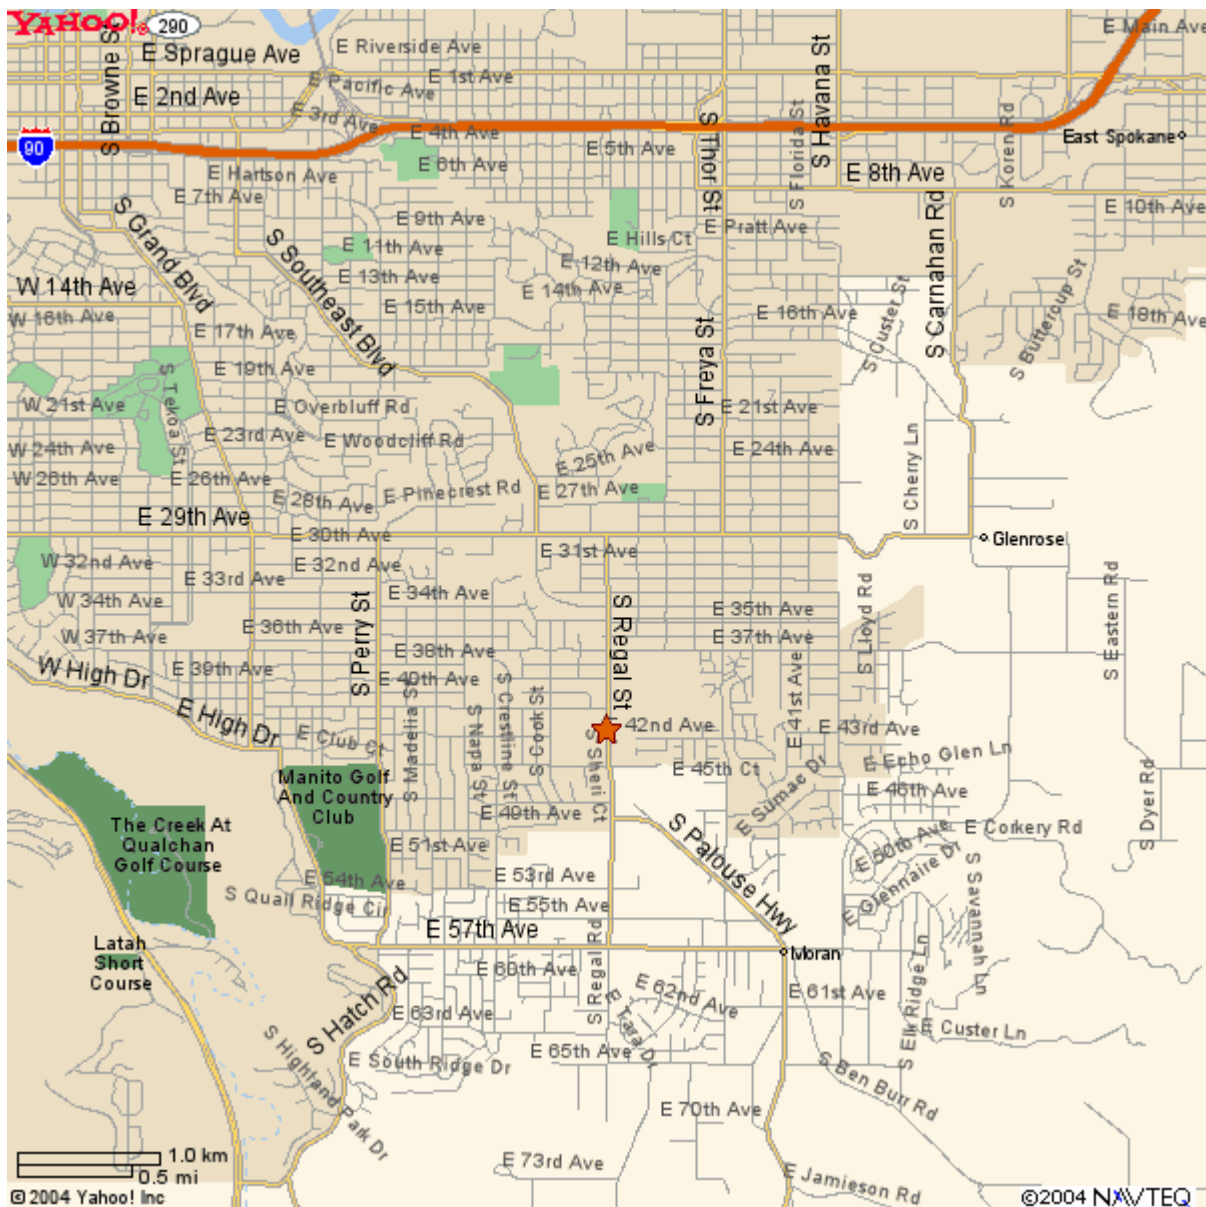 YAHOO!®
290
E Main Ave
E Riverside Ave
E Sprague Ave
S Browne St
E 1st Ave
E Pacific Ave
E 2nd Ave
E 3rd Ave
E 4th Ave
90
E 5th Ave
S Thor St
S Florida St
S Havana St
S Koren Rd
East Spokane
E 6th Ave
E Hartson Ave
E 8th Ave
E 7th Ave
S Grand Blvd
E 9th Ave
E Pratt Ave
E 10th Ave
S Southeast Blvd
E 11th Ave
E Hills Ct
E 12th Ave
E 13th Ave
W 14th Ave
E 14th Ave
E 15th Ave
E 16th Ave
S Custer St
S Carnahan Rd
S Buttercup St
E 18th Ave
W 16th Ave
E 17th Ave
E 19th Ave
S Freya St
S Tekoa St
W 21st Ave
E Overbluff Rd
E 21st Ave
E 23rd Ave
E Woodcliff Rd
W 24th Ave
E 24th Ave
E 25th Ave
S Cherry Ln
W 26th Ave
E 26th Ave
E 28th Ave
E Pinecrest Rd
E 27th Ave
E 29th Ave
E 30th Ave
Glenrose
E 31st Ave
W 32nd Ave
E 32nd Ave
E 33rd Ave
E 34th Ave
W 34th Ave
S Perry St
S Regal St
E 35th Ave
S Lloyd Rd
S Eastern Rd
E 36th Ave
W 37th Ave
E 37th Ave
E 38th Ave
W High Dr
E 39th Ave
E 40th Ave
S Madelia St
S Napa St
S Crestline St
S Cook St
E 41st Ave
E High Dr
E Club Ct
42nd Ave
E 43rd Ave
S Sheri Ct
E Echo Glen Ln
E 45th Ct
E Sumac Dr
E 46th Ave
S Dyer Rd
Manito Golf
And Country
Club
E 49th Ave
The Creek At
Qualchan
Golf Course
S Palouse Hwy
E Corkery Rd
E 50th Ave
E 51st Ave
E Glennaire Dr
S Savannah Ln
E 54th Ave
E 53rd Ave
S Quail Ridge Cir
E 55th Ave
E 57th Ave
Latah
Short
Course
Moran
S Regal Rd
E 60th Ave
E 62nd Ave
E 61st Ave
S Elk Ridge Ln
S Hatch Rd
E 63rd Ave
E Tara Dr
E Custer Ln
E 65th Ave
E South Ridge Dr
S Highland Park Dr
S Ben Burr Rd
E 70th Ave
E 73rd Ave
E Jamieson Rd
1.0 km
0.5 mi
©2004 Yahoo! Inc
©2004 NAVTEQ